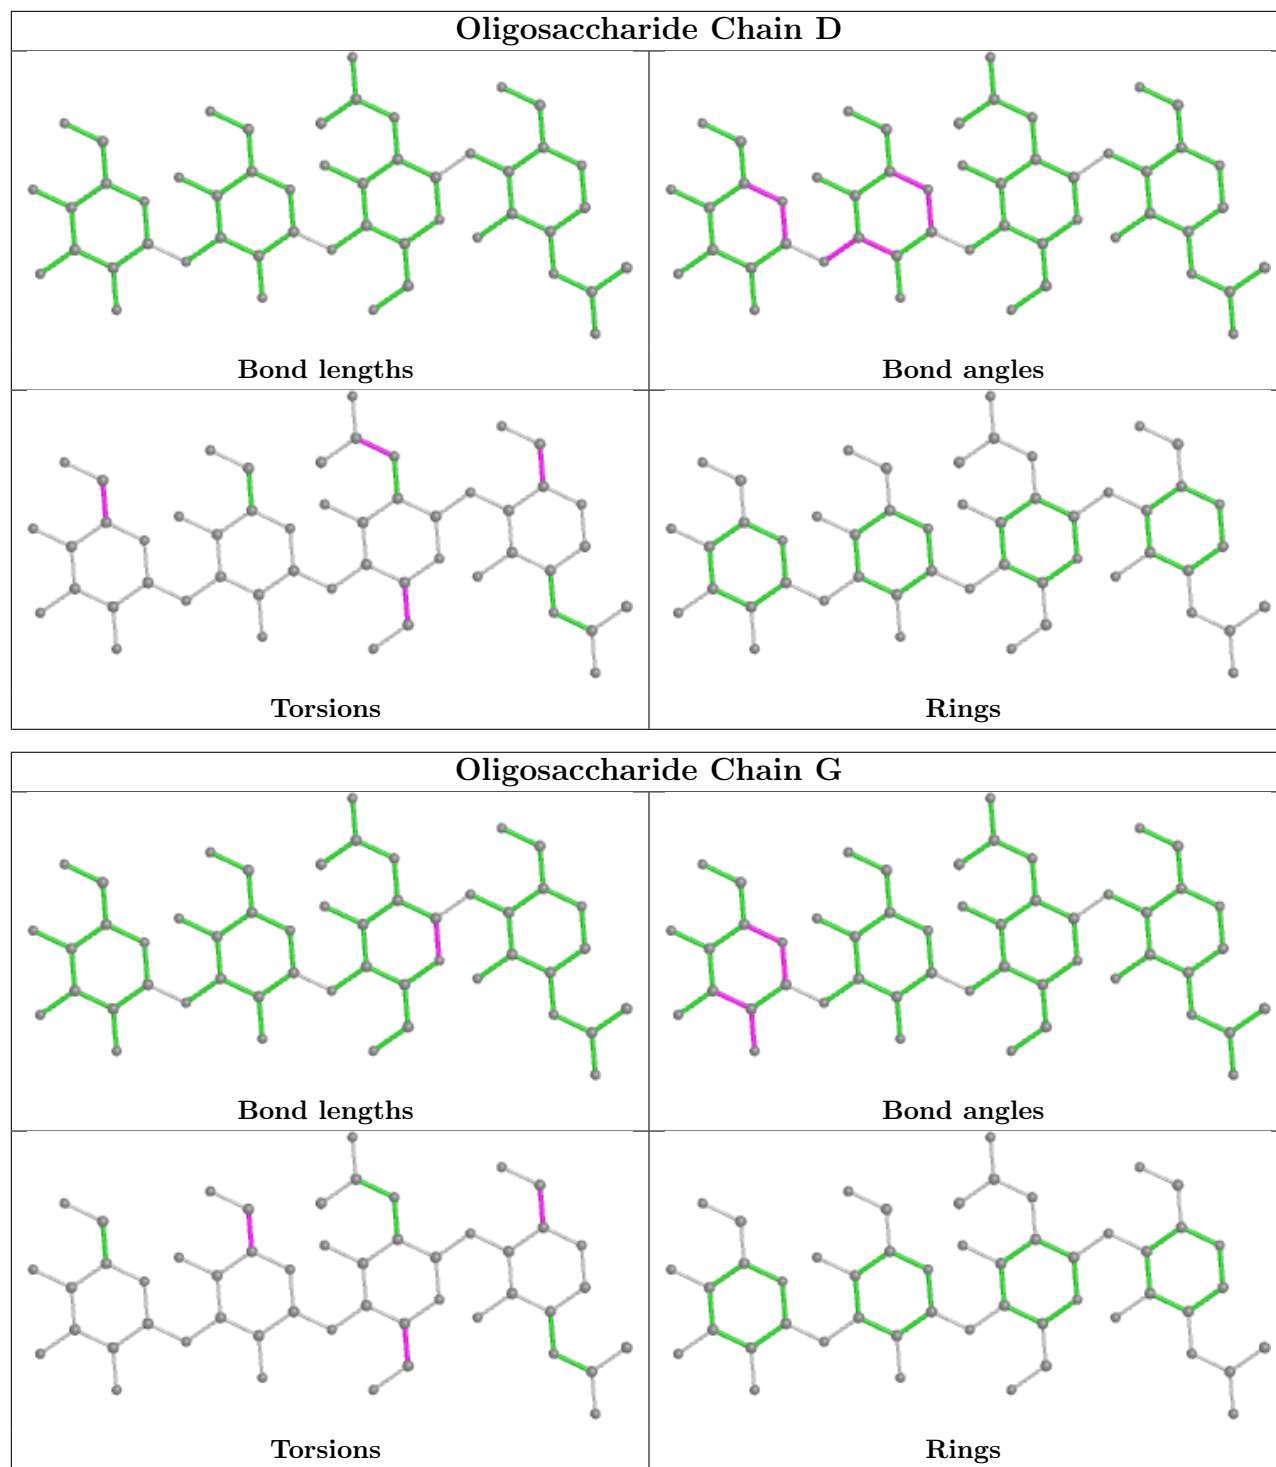 Oligosaccharide Chain D
Bond lengths
Bond angles
Torsions
Rings
Oligosaccharide Chain G
Bond lengths
Bond angles
Torsions
Rings